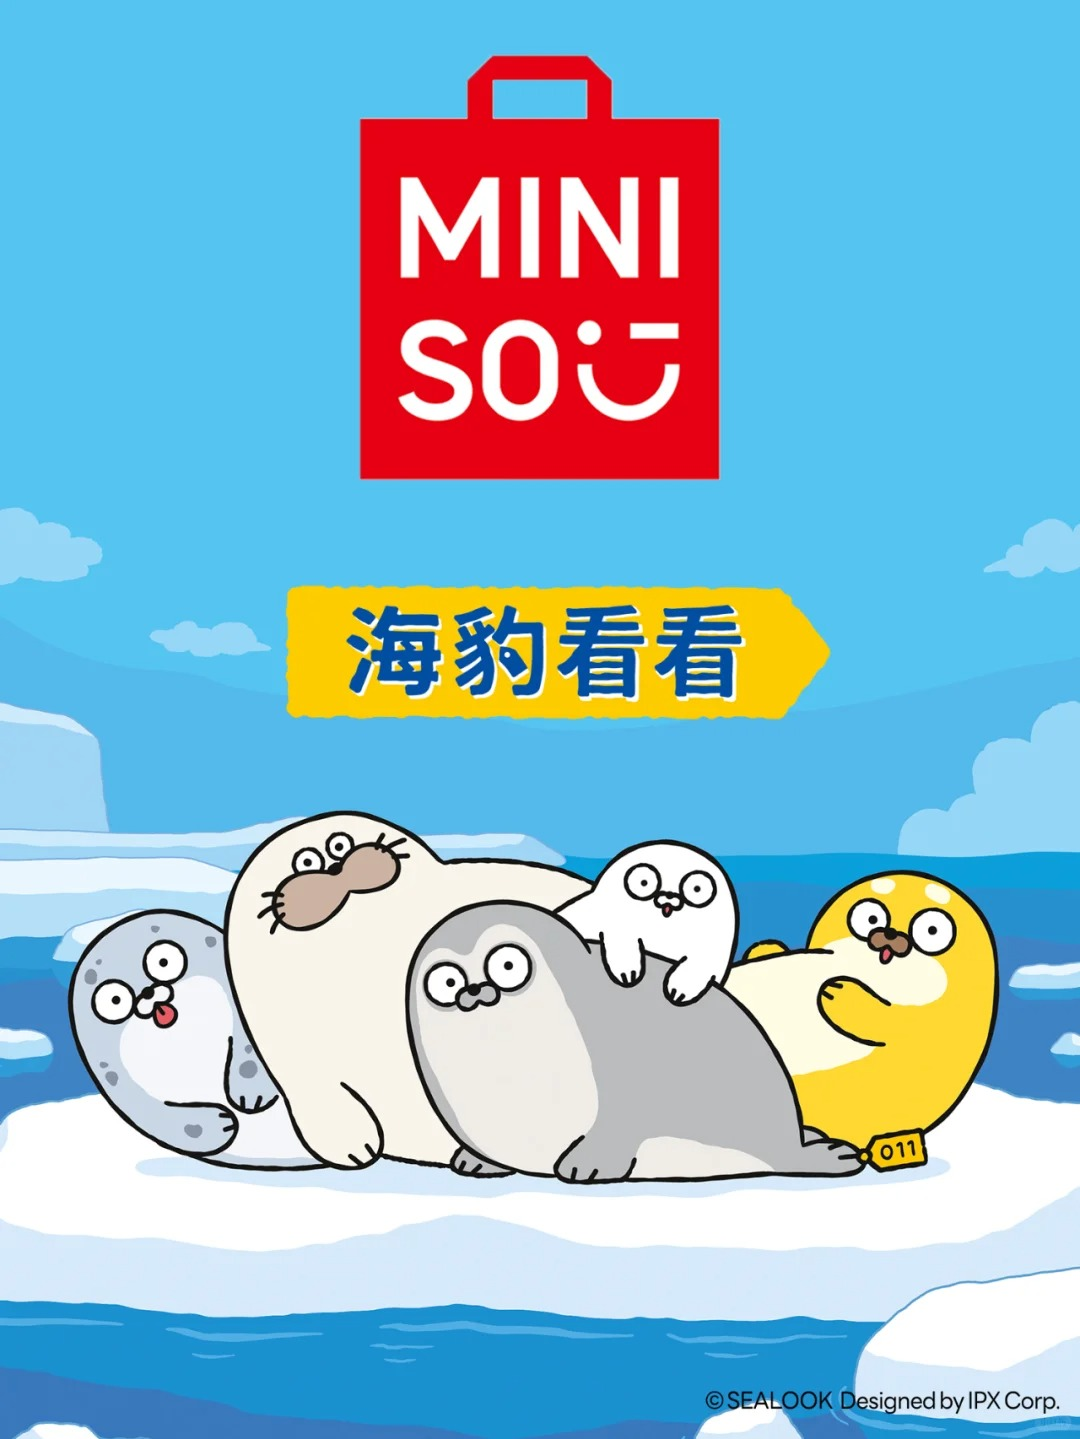 MINI
SO
海豹看看
011
©SEALOOK Designed by IPX Corp.